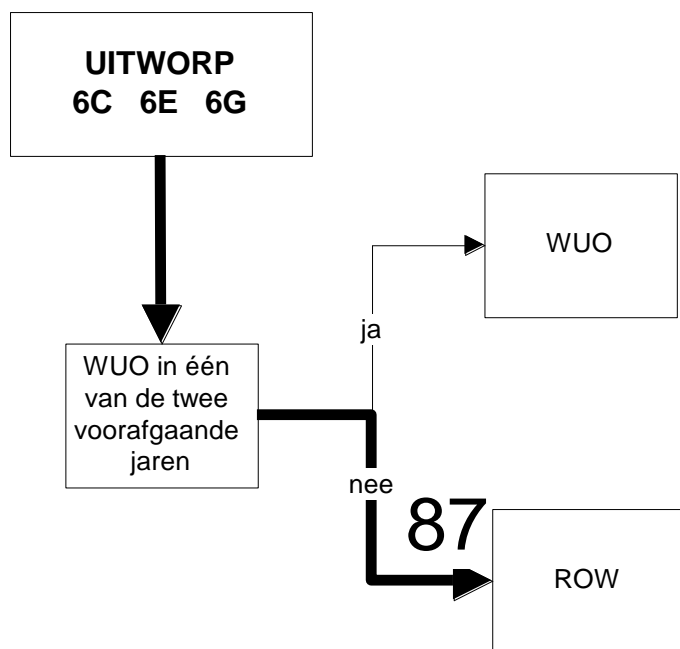 UITWORP
6C 6E 6G
WUO
ja
WUO in één
van de twee
voorafgaande
jaren
nee
87
ROW